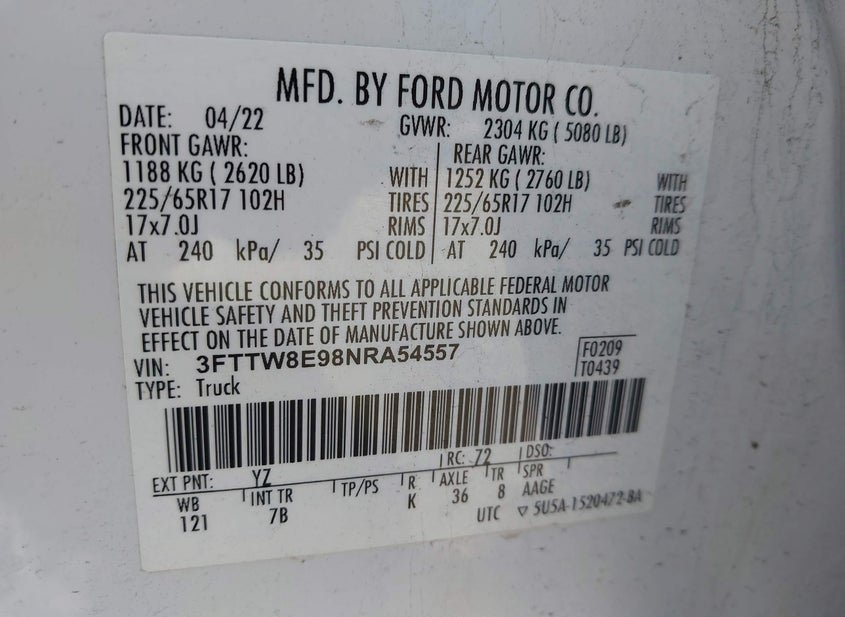 MFD. BY FORD MOTOR CO.
DATE: 04/22 GVWR: 2304 KG ( 5080 LB)
FRONT GAWR: REAR GAWR:
1188 KG ( 2620 LB) WITH 1252 KG ( 2760 LB) WITH
225/65R17 102H TIRES 225/65R17 102H TIRES
17x7.0J RIMS 17x7.0J RIMS
AT 240 kPa/ 35 PSI COLD AT 240 kPa/ 35 PSI COLD
THIS VEHICLE CONFORMS TO ALL APPLICABLE FEDERAL MOTOR
VEHICLE SAFETY AND THEFT PREVENTION STANDARDS IN
EFFECT ON THE DATE OF MANUFACTURE SHOWN ABOVE.
VIN: 3FTTW8E98NRA54557 F0209
TYPE: Truck T0439
EXT PNT: YZ RC: 72 DSO:
WB INT TR TP/PS R AXLE TR SPR
121 7B K 36 8 AAGE
UTC ▽ 5U5A-1520472-BA